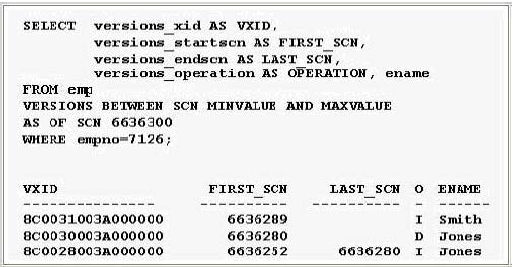 SELECT versions_xid AS VXID,
versions_startscn AS FIRST_SCN,
versions_endscn AS LAST_SCN,
versions_operation AS OPERATION, ename
FROM emp
VERSIONS BETWEEN SCN MINVALUE AND MAXVALUE
AS OF SCN 6636300
WHERE empno=7126;
VXID FIRST_SCN LAST_SCN O ENAME
---------------- ---------- ---------- - ------
8C0031003A000000 6636289 I Smith
8C0030003A000000 6636280 D Jones
8C0028003A000000 6636252 6636280 I Jones